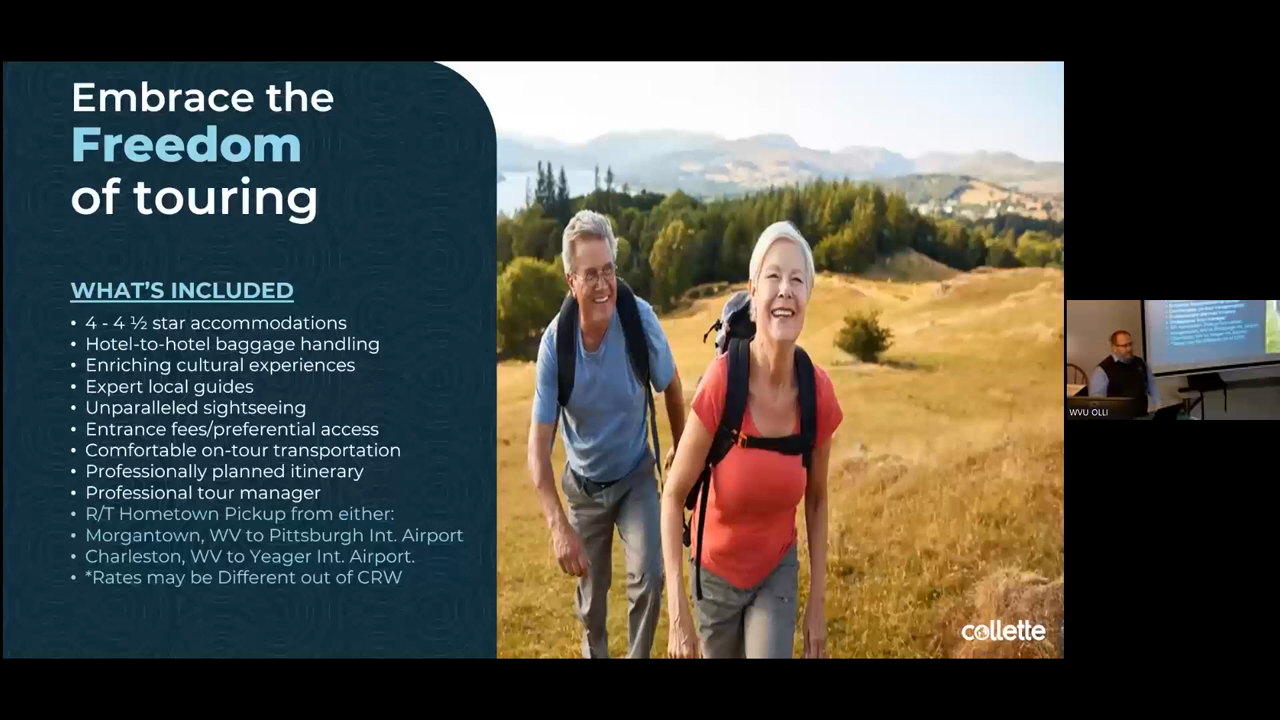 Embrace the
Freedom
of touring
WHAT'S INCLUDED
• 4 - 4 ½ star accommodations
• Hotel-to-hotel baggage handling
• Enriching cultural experiences
• Expert local guides
• Unparalleled sightseeing
• Entrance fees/preferential access
• Comfortable on-tour transportation
• Professionally planned itinerary
• Professional tour manager
• R/T Hometown Pickup from either:
• Morgantown, WV to Pittsburgh Int. Airport
• Charleston, WV to Yeager Int. Airport.
• *Rates may be Different out of CRW
collette
WVU OLLI